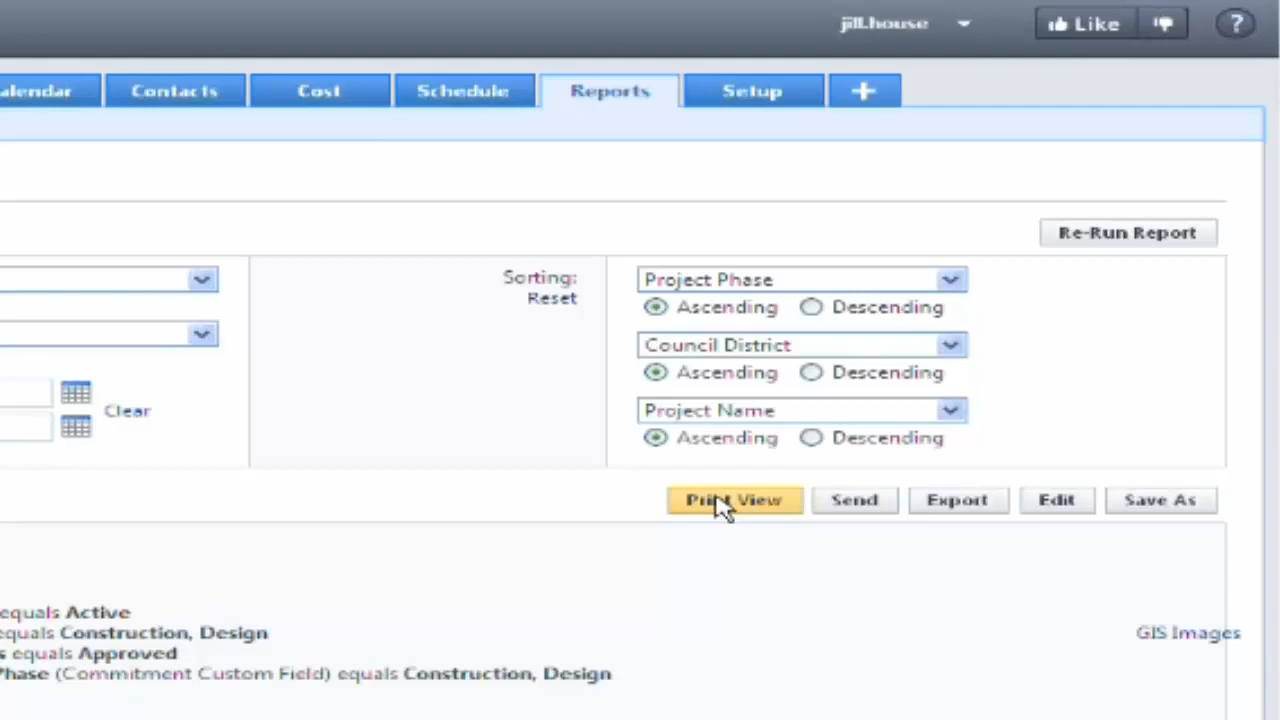 jill.house Like ?
alendar Contacts Cost Schedule Reports Setup +
Re-Run Report
Sorting: Project Phase
Reset
Ascending Descending
Council District
Ascending Descending
Clear
Project Name
Ascending Descending
Print View Send Export Edit Save As
equals Active
equals Construction, Design
GIS Images
s equals Approved
Phase (Commitment Custom Field) equals Construction, Design